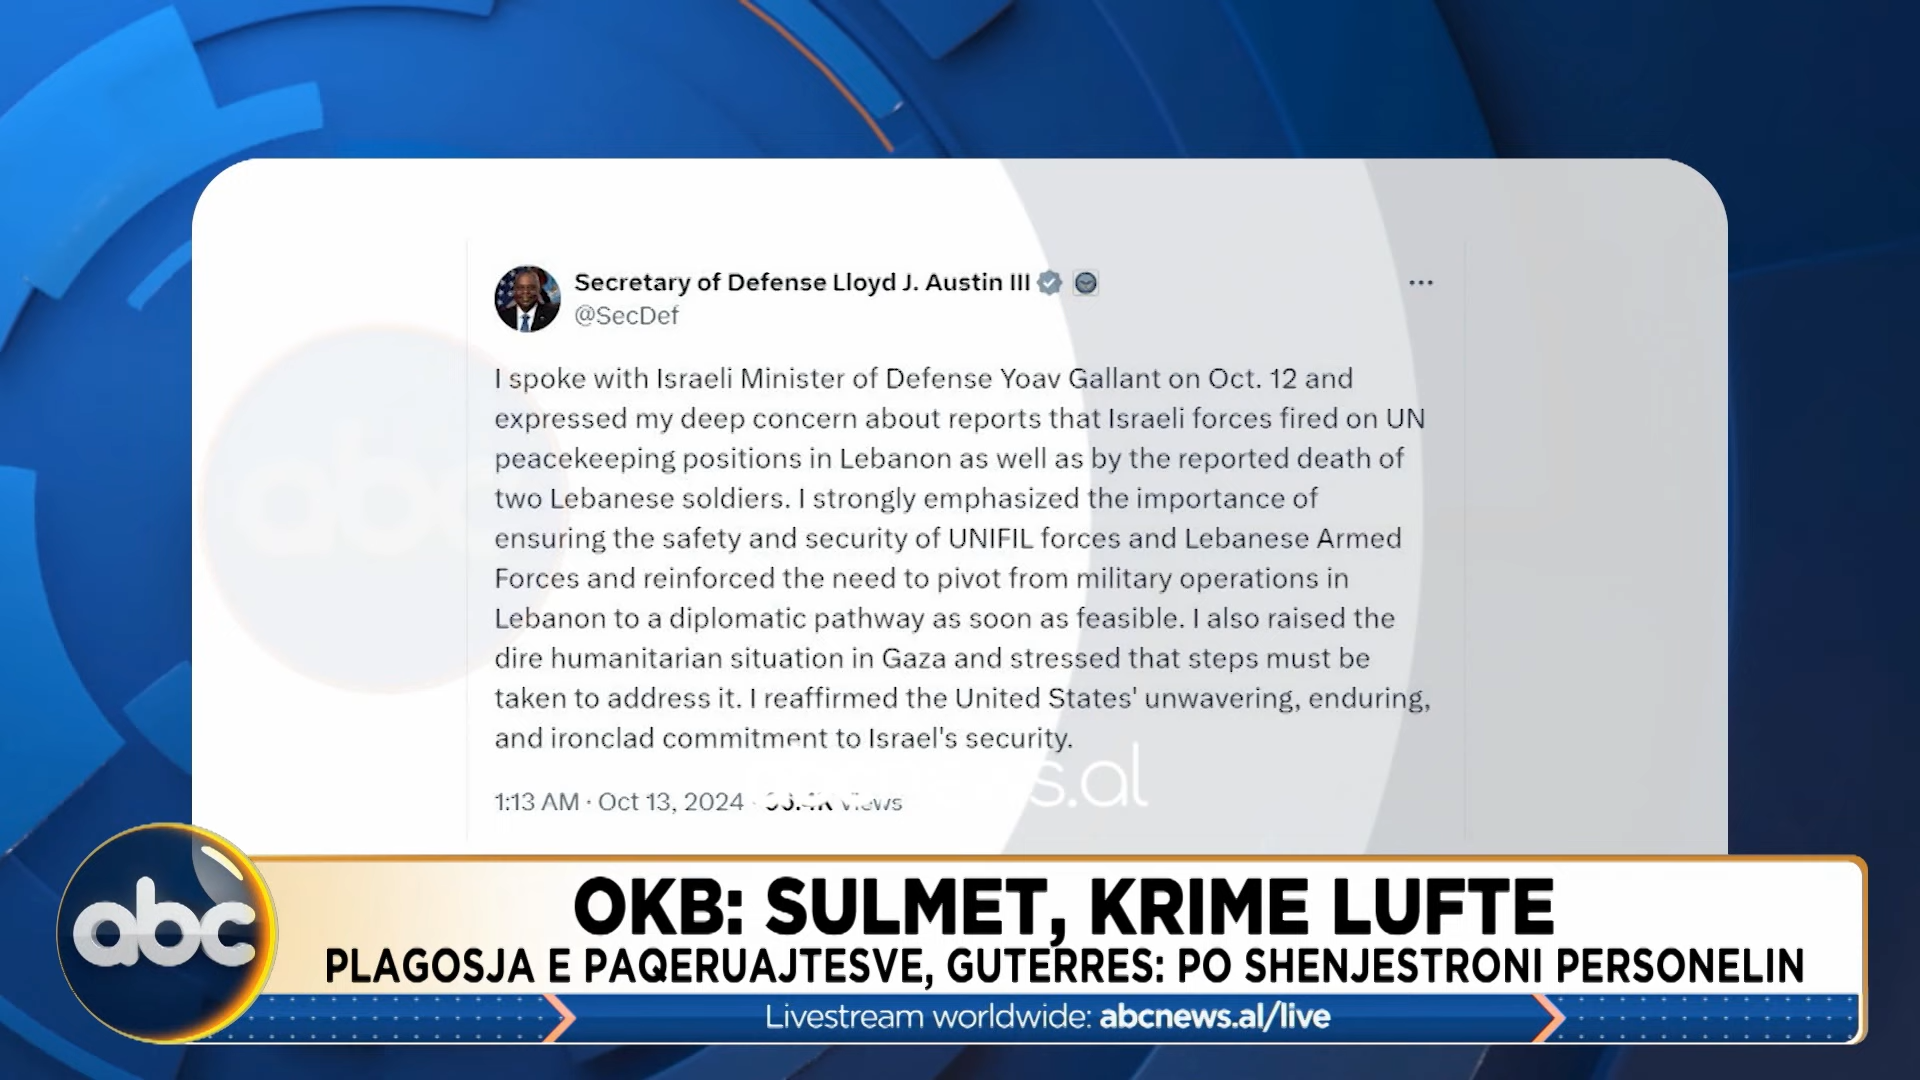 Secretary of Defense Lloyd J. Austin III
@SecDef
I spoke with Israeli Minister of Defense Yoav Gallant on Oct. 12 and
expressed my deep concern about reports that Israeli forces fired on UN
peacekeeping positions in Lebanon as well as by the reported death of
two Lebanese soldiers. I strongly emphasized the importance of
ensuring the safety and security of UNIFIL forces and Lebanese Armed
Forces and reinforced the need to pivot from military operations in
Lebanon to a diplomatic pathway as soon as feasible. I also raised the
dire humanitarian situation in Gaza and stressed that steps must be
taken to address it. I reaffirmed the United States' unwavering, enduring,
and ironclad commitment to Israel's security.
1:13 AM · Oct 13, 2024 · Views
abc
OKB: SULMET, KRIME LUFTE
PLAGOSJA E PAQERUAJTESVE, GUTERRES: PO SHENJESTRONI PERSONELIN
abc
Livestream worldwide: abcnews.al/live